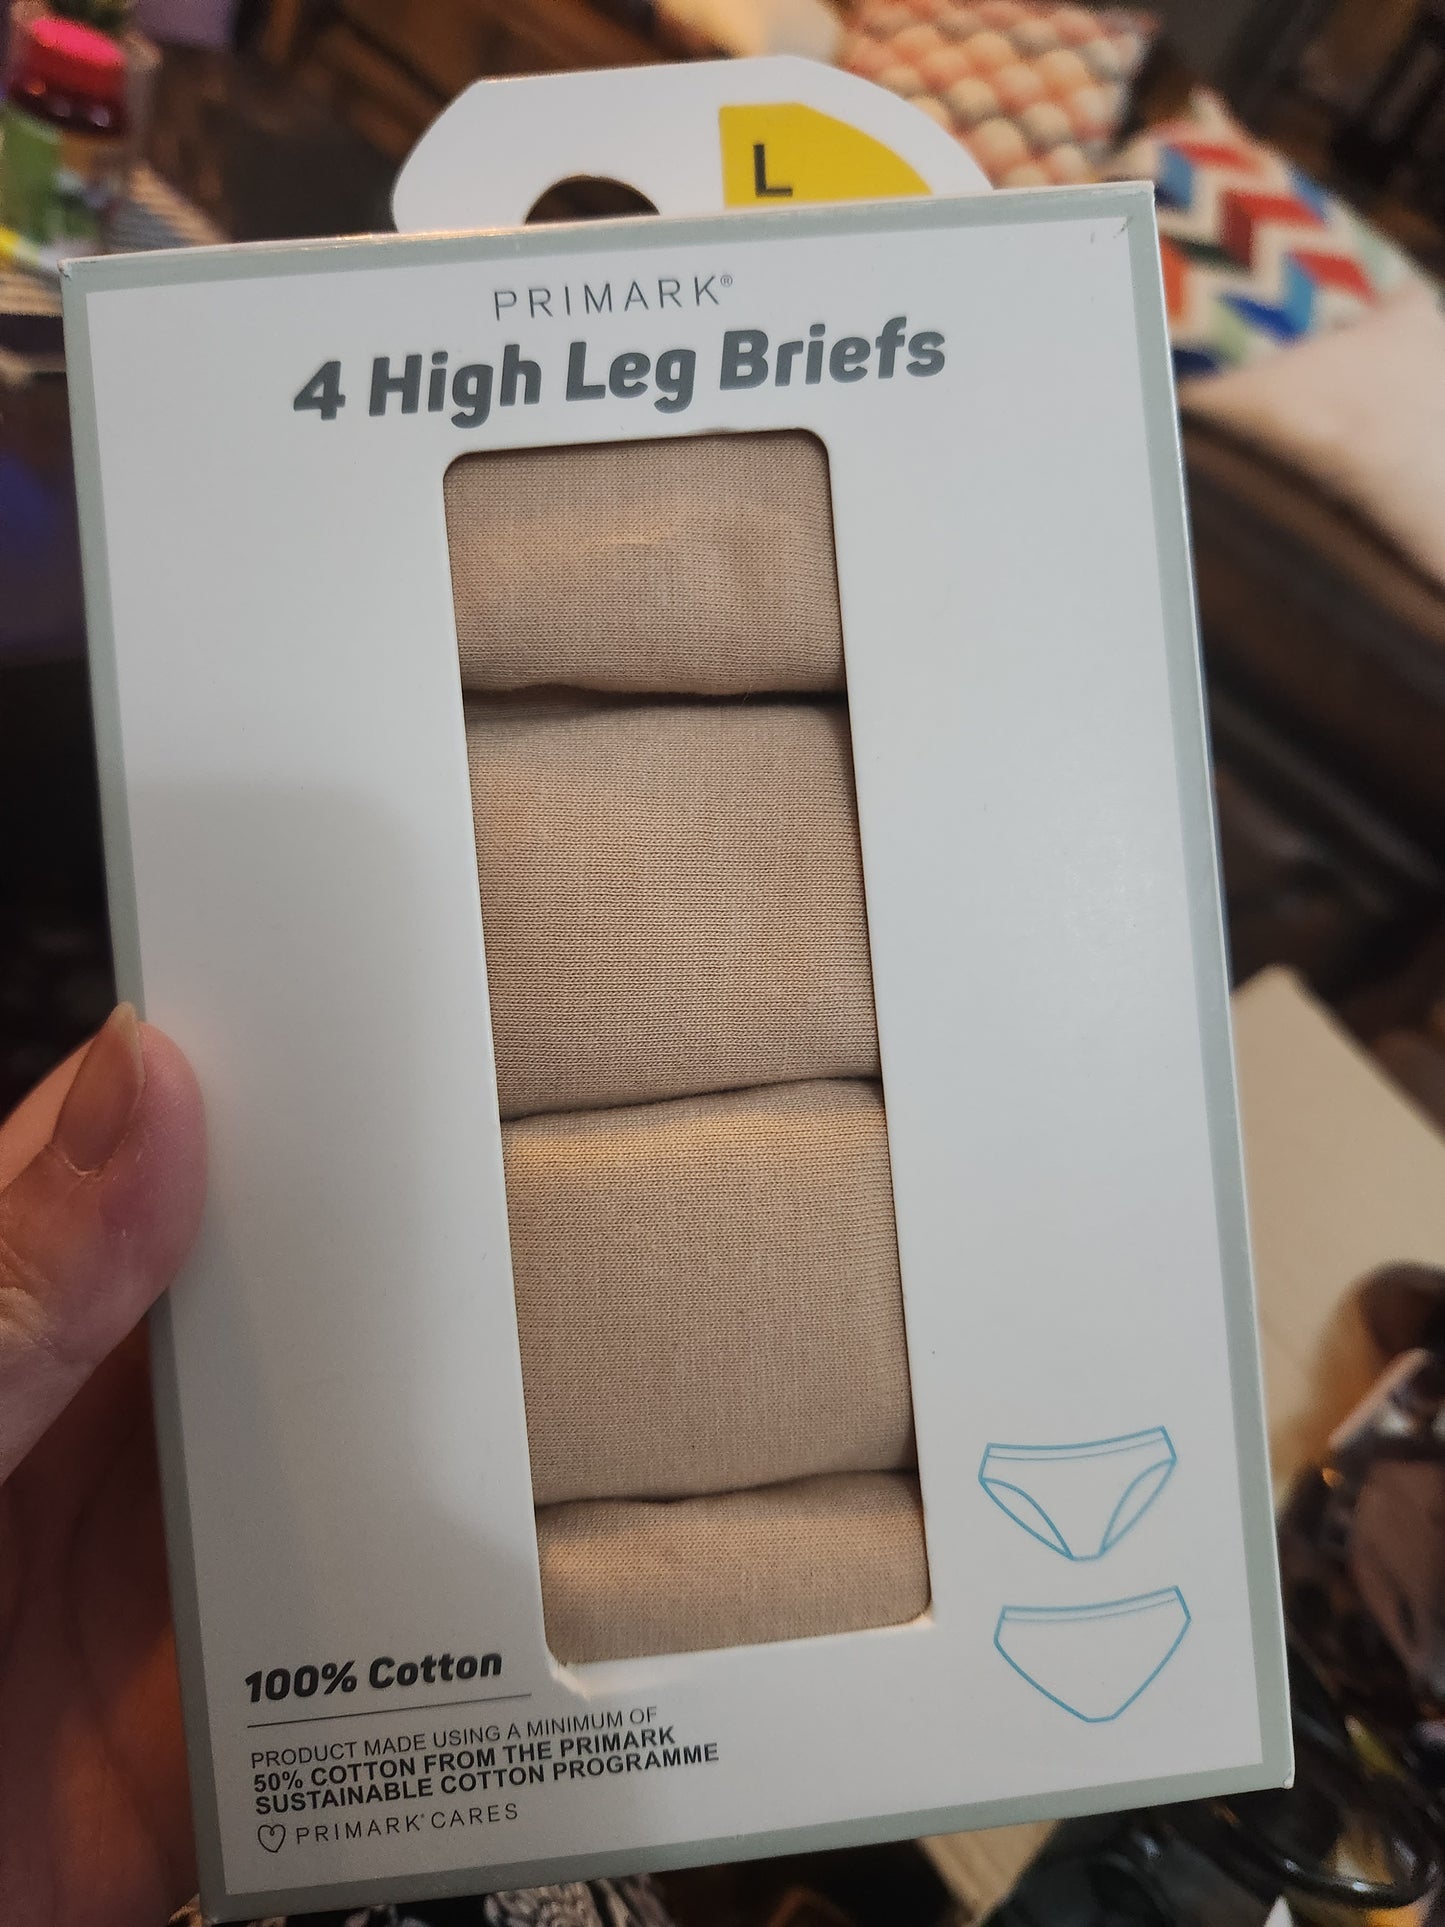 L
PRIMARK®
4 High Leg Briefs
100% Cotton
PRODUCT MADE USING A MINIMUM OF
50% COTTON FROM THE PRIMARK
SUSTAINABLE COTTON PROGRAMME
PRIMARK® CARES